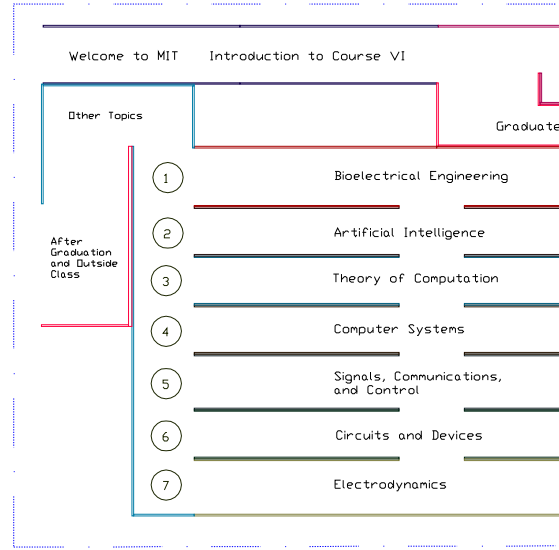 Welcome to MIT
Introduction to Course VI
Other Topics
Graduate
1
Bioelectrical Engineering
2
Artificial Intelligence
After
Graduation
and Outside
Class
3
Theory of Computation
4
Computer Systems
5
Signals, Communications,
and Control
6
Circuits and Devices
7
Electrodynamics